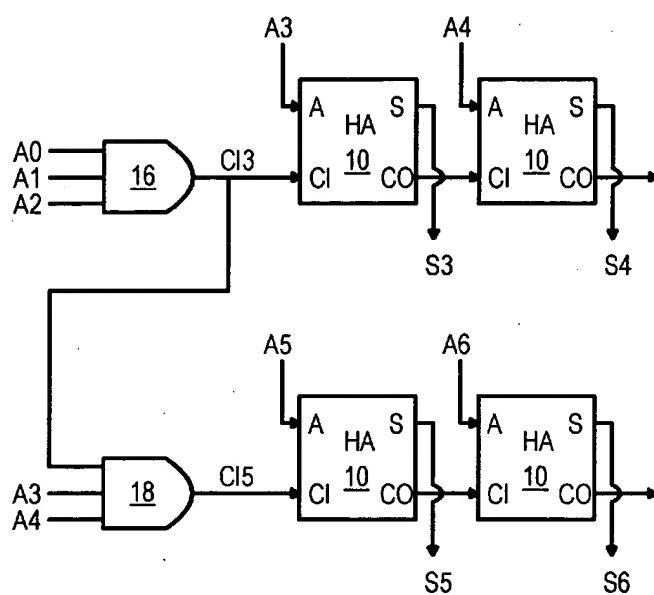 A3 A4
A S A S
HA HA
A0
A1 16 CI3 10 10
A2 CI CO CI CO
S3 S4
A5 A6
A S A S
HA HA
18 CI5 10 10
A3 CI CO CI CO
A4
S5 S6